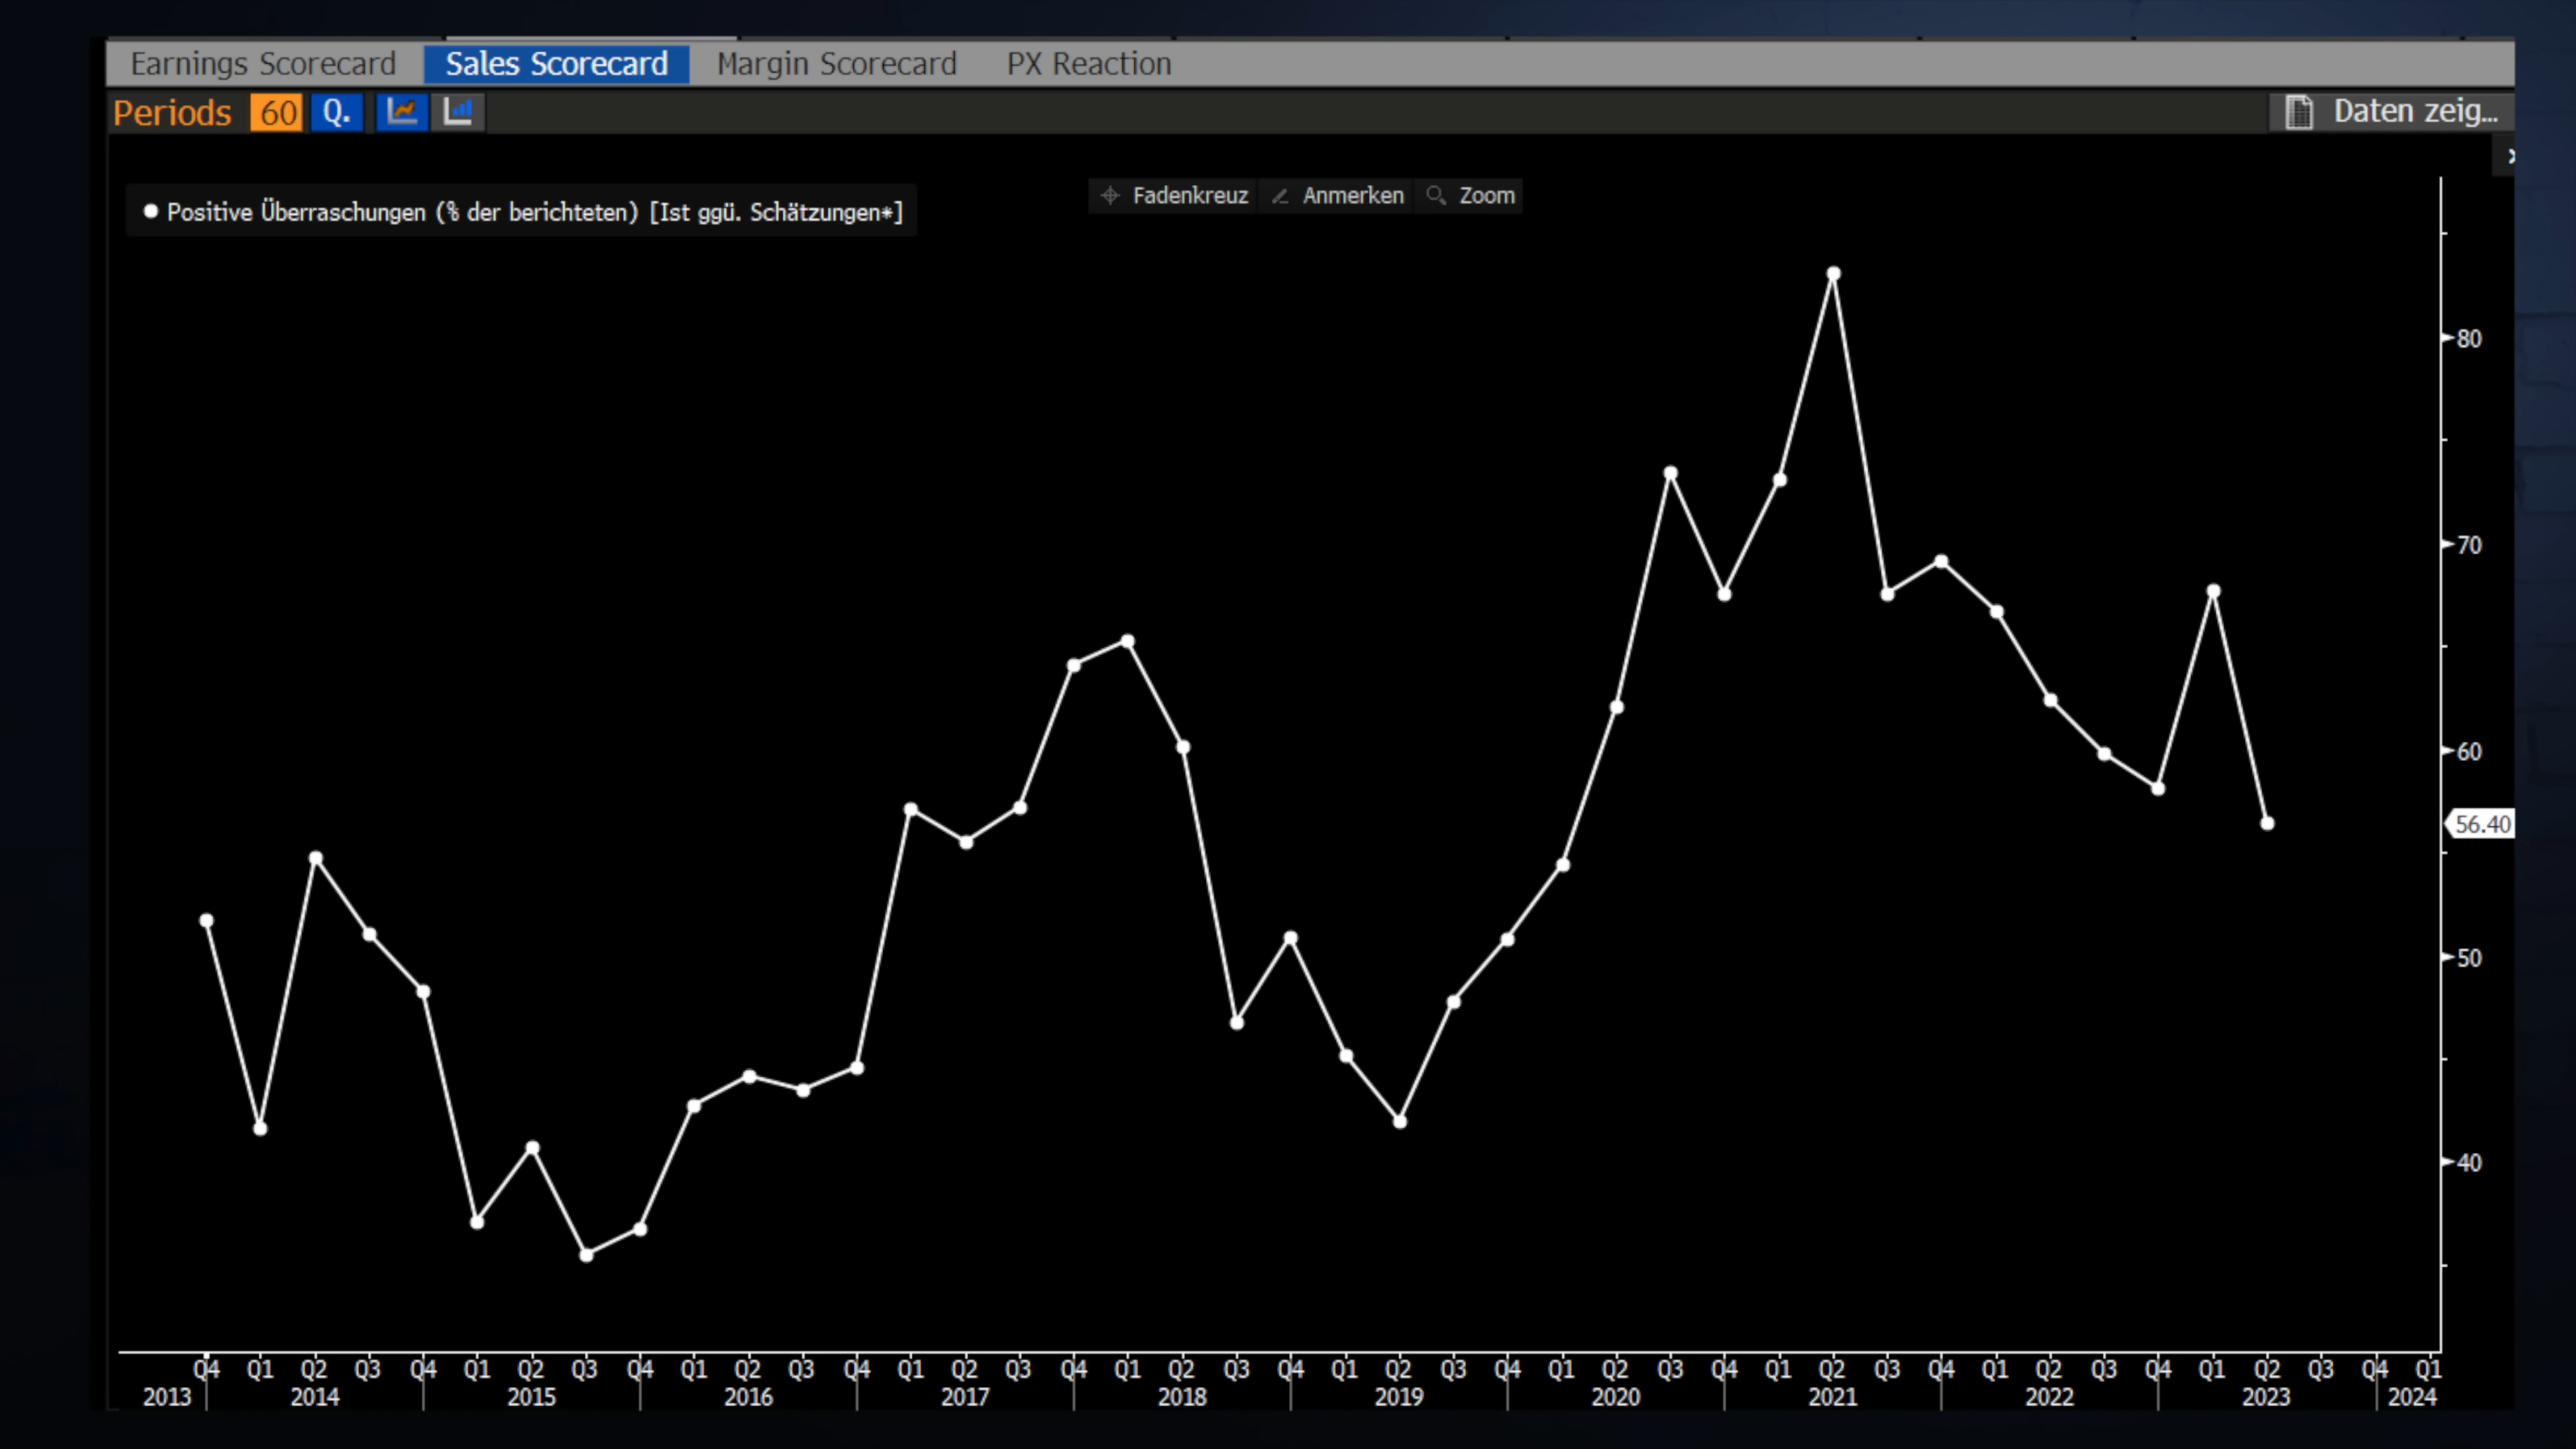 Earnings Scorecard Sales Scorecard Margin Scorecard PX Reaction
Periods 60 Q. Daten zeig...
Positive Überraschungen (% der berichteten) [Ist ggü. Schätzungen*]
Fadenkreuz Anmerken Zoom
80
70
60
56.40
50
40
Q4 Q1 Q2 Q3 Q4 Q1 Q2 Q3 Q4 Q1 Q2 Q3 Q4 Q1 Q2 Q3 Q4 Q1 Q2 Q3 Q4 Q1 Q2 Q3 Q4 Q1 Q2 Q3 Q4 Q1 Q2 Q3 Q4 Q1 Q2 Q3 Q4 Q1 Q2 Q3 Q4 Q1
2013 2014 2015 2016 2017 2018 2019 2020 2021 2022 2023 2024